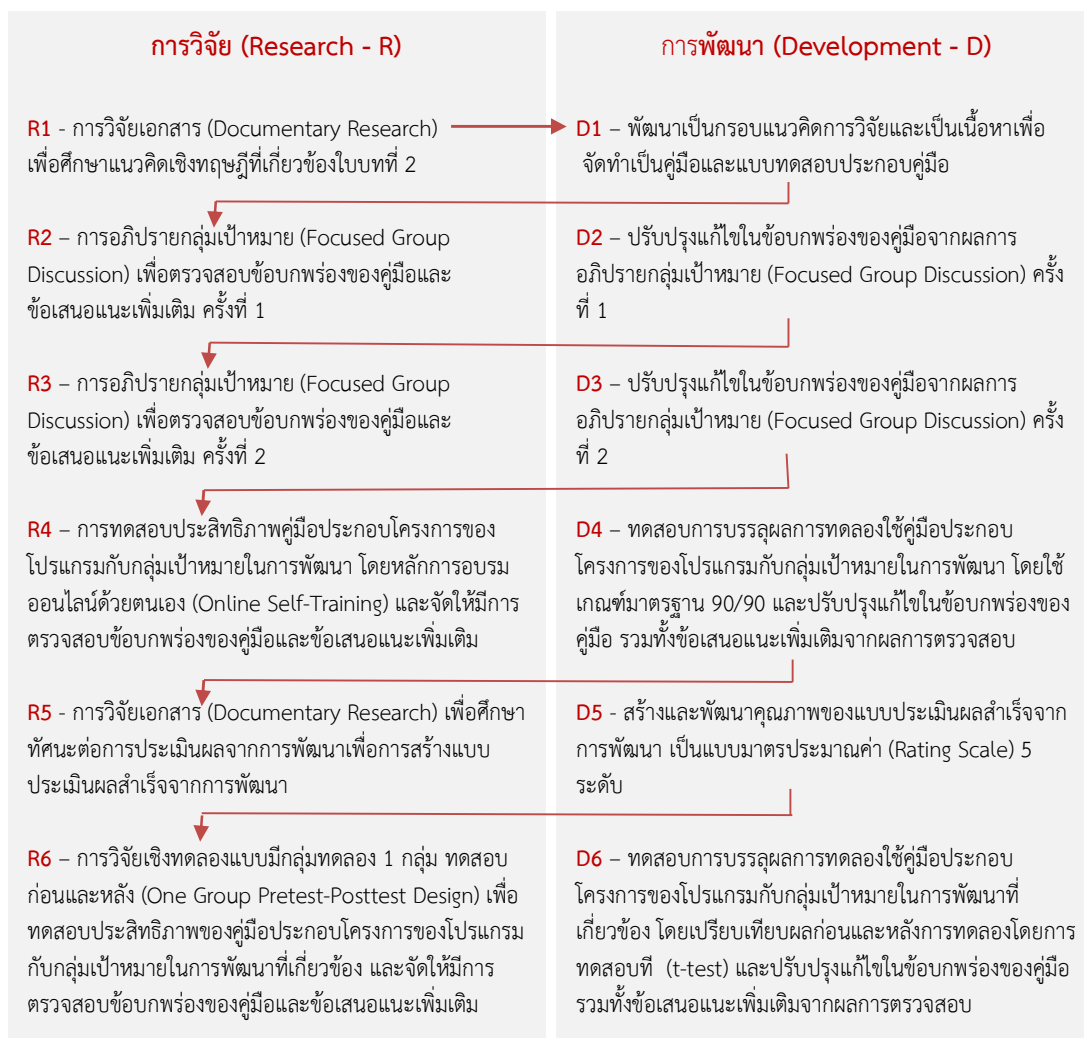 การวิจัย (Research - R)
การพัฒนา (Development - D)
R1 - การวิจัยเอกสาร (Documentary Research)
เพื่อศึกษาแนวคิดเชิงทฤษฎีที่เกี่ยวข้องใบบทที่ 2
D1 – พัฒนาเป็นกรอบแนวคิดการวิจัยและเป็นเนื้อหาเพื่อ
จัดทำเป็นคู่มือและแบบทดสอบประกอบคู่มือ
R2 – การอภิปรายกลุ่มเป้าหมาย (Focused Group
Discussion) เพื่อตรวจสอบข้อบกพร่องของคู่มือและ
ข้อเสนอแนะเพิ่มเติม ครั้งที่ 1
D2 – ปรับปรุงแก้ไขในข้อบกพร่องของคู่มือจากผลการ
อภิปรายกลุ่มเป้าหมาย (Focused Group Discussion) ครั้ง
ที่ 1
R3 – การอภิปรายกลุ่มเป้าหมาย (Focused Group
Discussion) เพื่อตรวจสอบข้อบกพร่องของคู่มือและ
ข้อเสนอแนะเพิ่มเติม ครั้งที่ 2
D3 – ปรับปรุงแก้ไขในข้อบกพร่องของคู่มือจากผลการ
อภิปรายกลุ่มเป้าหมาย (Focused Group Discussion) ครั้ง
ที่ 2
R4 – การทดสอบประสิทธิภาพคู่มือประกอบโครงการของ
โปรแกรมกับกลุ่มเป้าหมายในการพัฒนา โดยหลักการอบรม
ออนไลน์ด้วยตนเอง (Online Self-Training) และจัดให้มีการ
ตรวจสอบข้อบกพร่องของคู่มือและข้อเสนอแนะเพิ่มเติม
D4 – ทดสอบการบรรลุผลการทดลองใช้คู่มือประกอบ
โครงการของโปรแกรมกับกลุ่มเป้าหมายในการพัฒนา โดยใช้
เกณฑ์มาตรฐาน 90/90 และปรับปรุงแก้ไขในข้อบกพร่องของ
คู่มือ รวมทั้งข้อเสนอแนะเพิ่มเติมจากผลการตรวจสอบ
R5 - การวิจัยเอกสาร (Documentary Research) เพื่อศึกษา
ทัศนะต่อการประเมินผลจากการพัฒนาเพื่อการสร้างแบบ
ประเมินผลสำเร็จจากการพัฒนา
D5 - สร้างและพัฒนาคุณภาพของแบบประเมินผลสำเร็จจาก
การพัฒนา เป็นแบบมาตรประมาณค่า (Rating Scale) 5
ระดับ
R6 – การวิจัยเชิงทดลองแบบมีกลุ่มทดลอง 1 กลุ่ม ทดสอบ
ก่อนและหลัง (One Group Pretest-Posttest Design) เพื่อ
ทดสอบประสิทธิภาพของคู่มือประกอบโครงการของโปรแกรม
กับกลุ่มเป้าหมายในการพัฒนาที่เกี่ยวข้อง และจัดให้มีการ
ตรวจสอบข้อบกพร่องของคู่มือและข้อเสนอแนะเพิ่มเติม
D6 – ทดสอบการบรรลุผลการทดลองใช้คู่มือประกอบ
โครงการของโปรแกรมกับกลุ่มเป้าหมายในการพัฒนาที่
เกี่ยวข้อง โดยเปรียบเทียบผลก่อนและหลังการทดลองโดยการ
ทดสอบที (t-test) และปรับปรุงแก้ไขในข้อบกพร่องของคู่มือ
รวมทั้งข้อเสนอแนะเพิ่มเติมจากผลการตรวจสอบ